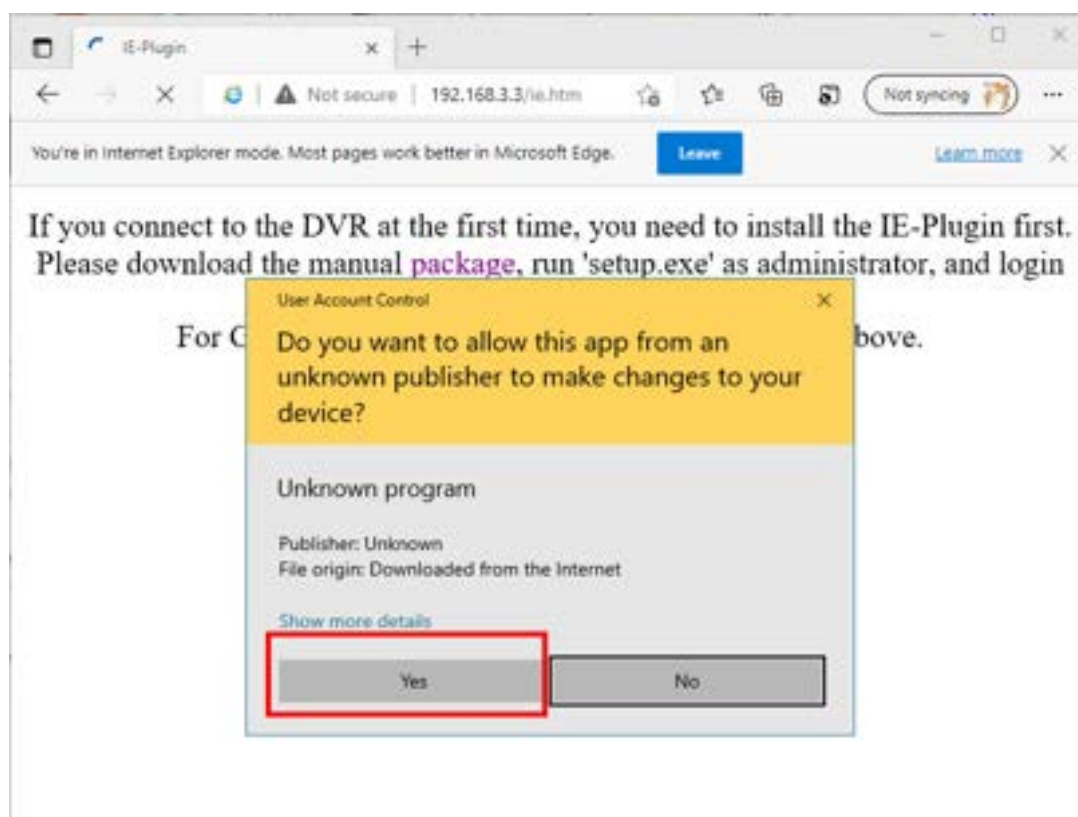 IE-Plugin
Not secure | 192.168.3.3/ie.htm
Not syncing
You're in Internet Explorer mode. Most pages work better in Microsoft Edge.
Leave
Learn more
If you connect to the DVR at the first time, you need to install the IE-Plugin first.
Please download the manual package, run 'setup.exe' as administrator, and login
For
bove.
User Account Control
Do you want to allow this app from an
unknown publisher to make changes to your
device?
Unknown program
Publisher: Unknown
File origin: Downloaded from the Internet
Show more details
Yes
No